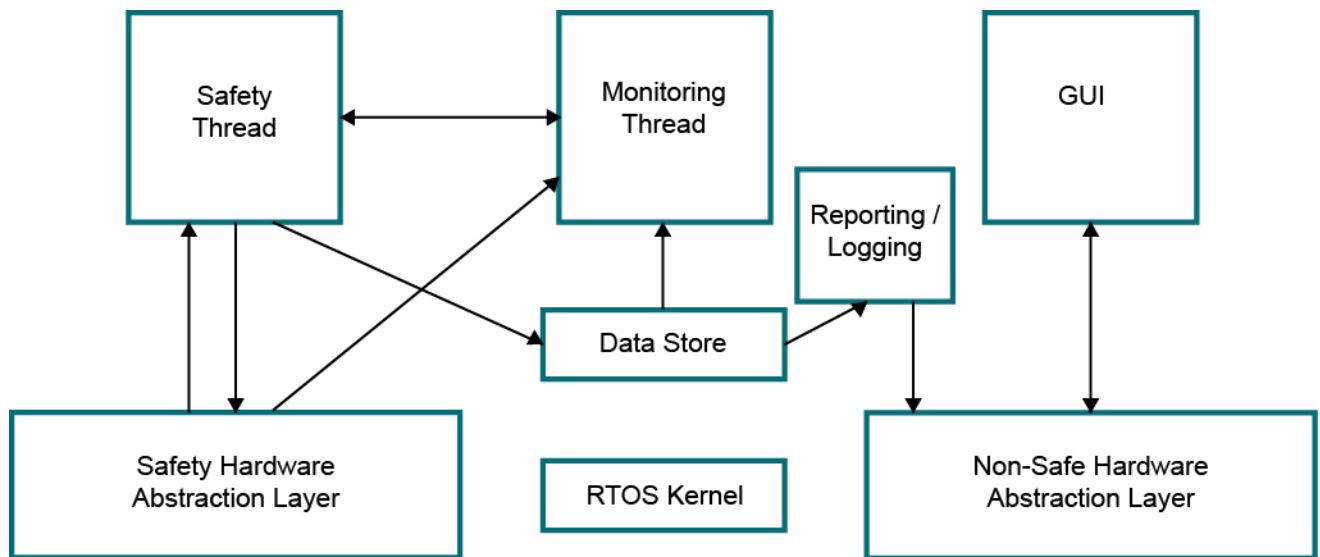 Safety
Thread
Monitoring
Thread
GUI
Reporting /
Logging
Data Store
Safety Hardware
Abstraction Layer
RTOS Kernel
Non-Safe Hardware
Abstraction Layer